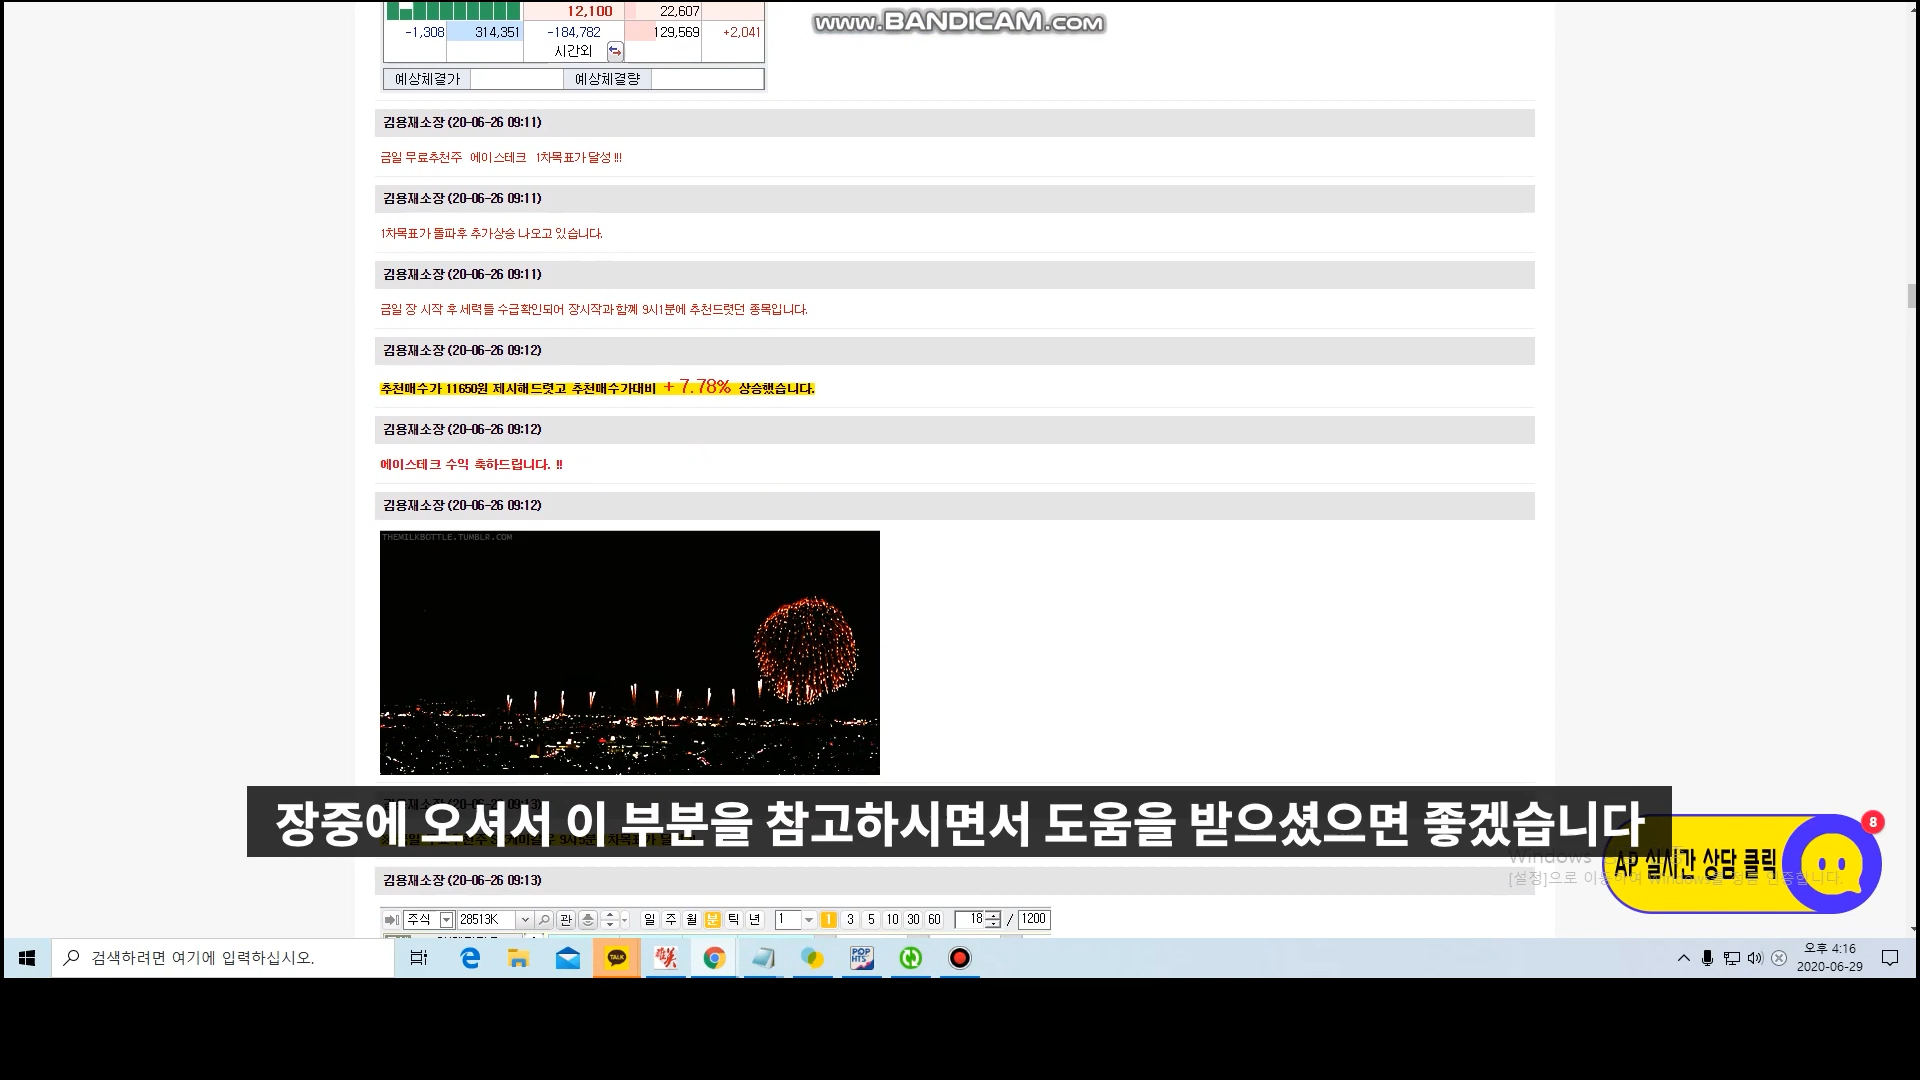 www.BANDICAM.com
12,100 22,607
-1,308 314,351 -184,782 129,569 +2,041
시간외
예상체결가 예상체결량
김용재소장 (20-06-26 09:11)
금일 무료추천주 에이스테크 1차목표가 달성 !!!
김용재소장 (20-06-26 09:11)
1차목표가 돌파후 추가상승 나오고 있습니다.
김용재소장 (20-06-26 09:11)
금일 장 시작 후 세력들 수급확인되어 장시작과 함께 9시1분에 추천드렷던 종목입니다.
김용재소장 (20-06-26 09:12)
추천매수가 11650원 제시해드렷고 추천매수가대비 + 7.78% 상승했습니다.
김용재소장 (20-06-26 09:12)
에이스테크 수익 축하드립니다. !!
김용재소장 (20-06-26 09:12)
THEMILKBOTTLE.TUMBLR.COM
장중에 오셔서 이 부분을 참고하시면서 도움을 받으셨으면 좋겠습니다
8
AP 실시간 상담 클릭
Windows
김용재소장 (20-06-26 09:13)
주식 28513K 관 일 주 월 분 틱 년 1 1 3 5 10 30 60 18 / 1200
검색하려면 여기에 입력하십시오.
TALK
POP HTS
오후 4:16
2020-06-29